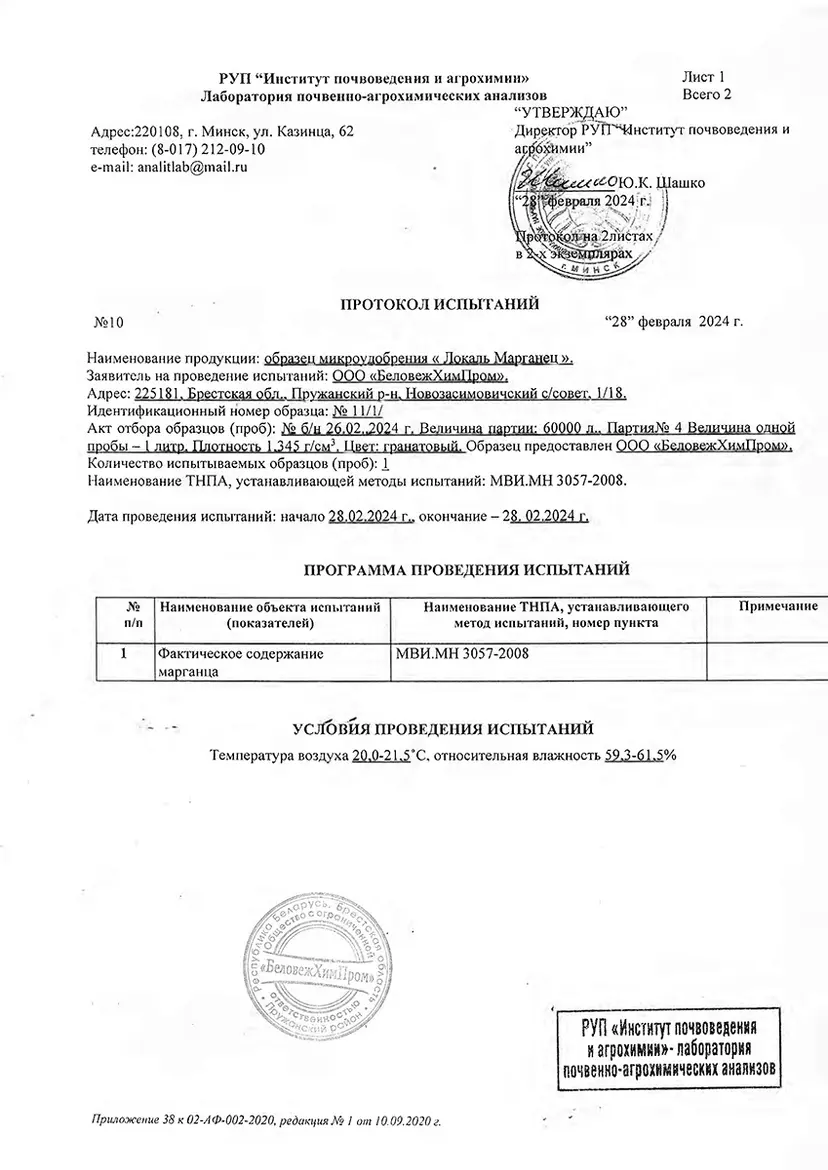 РУП “Институт почвоведения и агрохимии”
Лаборатория почвенно-агрохимических анализов
Лист 1
Всего 2
Адрес:220108, г. Минск, ул. Казинца, 62
телефон: (8-017) 212-09-10
e-mail: analitlab@mail.ru
“УТВЕРЖДАЮ”
Директор РУП “Институт почвоведения и
агрохимии”
Ю.К. Шашко
“28” февраля 2024 г.
Протокол на 2листах
в 2-х экземплярах
г. МИНСК
ПРОТОКОЛ ИСПЫТАНИЙ
№10
“28” февраля 2024 г.
Наименование продукции: образец микроудобрения « Локаль Марганец ».
Заявитель на проведение испытаний: ООО «БеловежХимПром».
Адрес: 225181, Брестская обл., Пружанский р-н, Новозасимовичский с/совет, 1/18.
Идентификационный номер образца: № 11/1/
Акт отбора образцов (проб): № б/н 26.02..2024 г. Величина партии: 60000 л.. Партия№ 4 Величина одной
пробы – 1 литр. Плотность 1,345 г/см³. Цвет: гранатовый. Образец предоставлен ООО «БеловежХимПром».
Количество испытываемых образцов (проб): 1
Наименование ТНПА, устанавливающей методы испытаний: МВИ.МН 3057-2008.
Дата проведения испытаний: начало 28.02.2024 г., окончание – 28. 02.2024 г.
ПРОГРАММА ПРОВЕДЕНИЯ ИСПЫТАНИЙ
№ п/п
Наименование объекта испытаний
(показателей)
Наименование ТНПА, устанавливающего
метод испытаний, номер пункта
Примечание
1
Фактическое содержание
марганца
МВИ.МН 3057-2008
УСЛОВИЯ ПРОВЕДЕНИЯ ИСПЫТАНИЙ
Температура воздуха 20,0-21,5˚С, относительная влажность 59,3-61,5%
Республика Беларусь. Брестская область
Общество с ограниченной
«БеловежХимПром»
ответственностью
Пружанский район
РУП «Институт почвоведения
и агрохимии»- лаборатория
почвенно-агрохимических анализов
Приложение 38 к 02-АФ-002-2020, редакция № 1 от 10.09.2020 г.